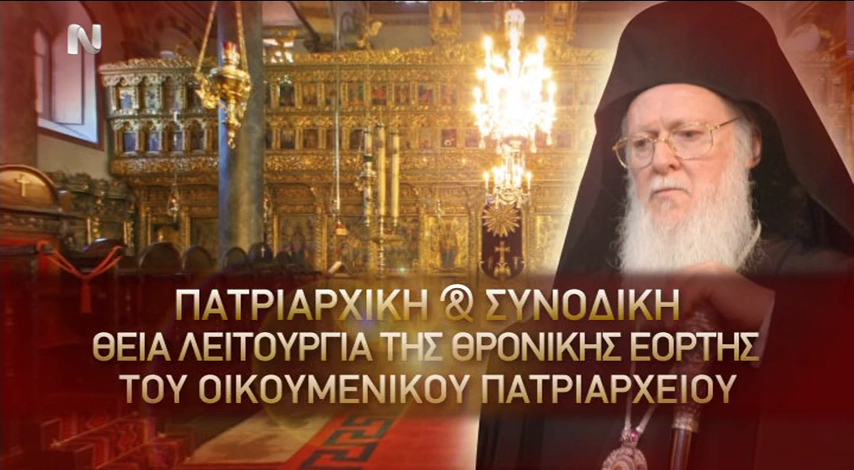 N
ΠΑΤΡΙΑΡΧΙΚΗ & ΣΥΝΟΔΙΚΗ
ΘΕΙΑ ΛΕΙΤΟΥΡΓΙΑ ΤΗΣ ΘΡΟΝΙΚΗΣ ΕΟΡΤΗΣ
ΤΟΥ ΟΙΚΟΥΜΕΝΙΚΟΥ ΠΑΤΡΙΑΡΧΕΙΟΥ